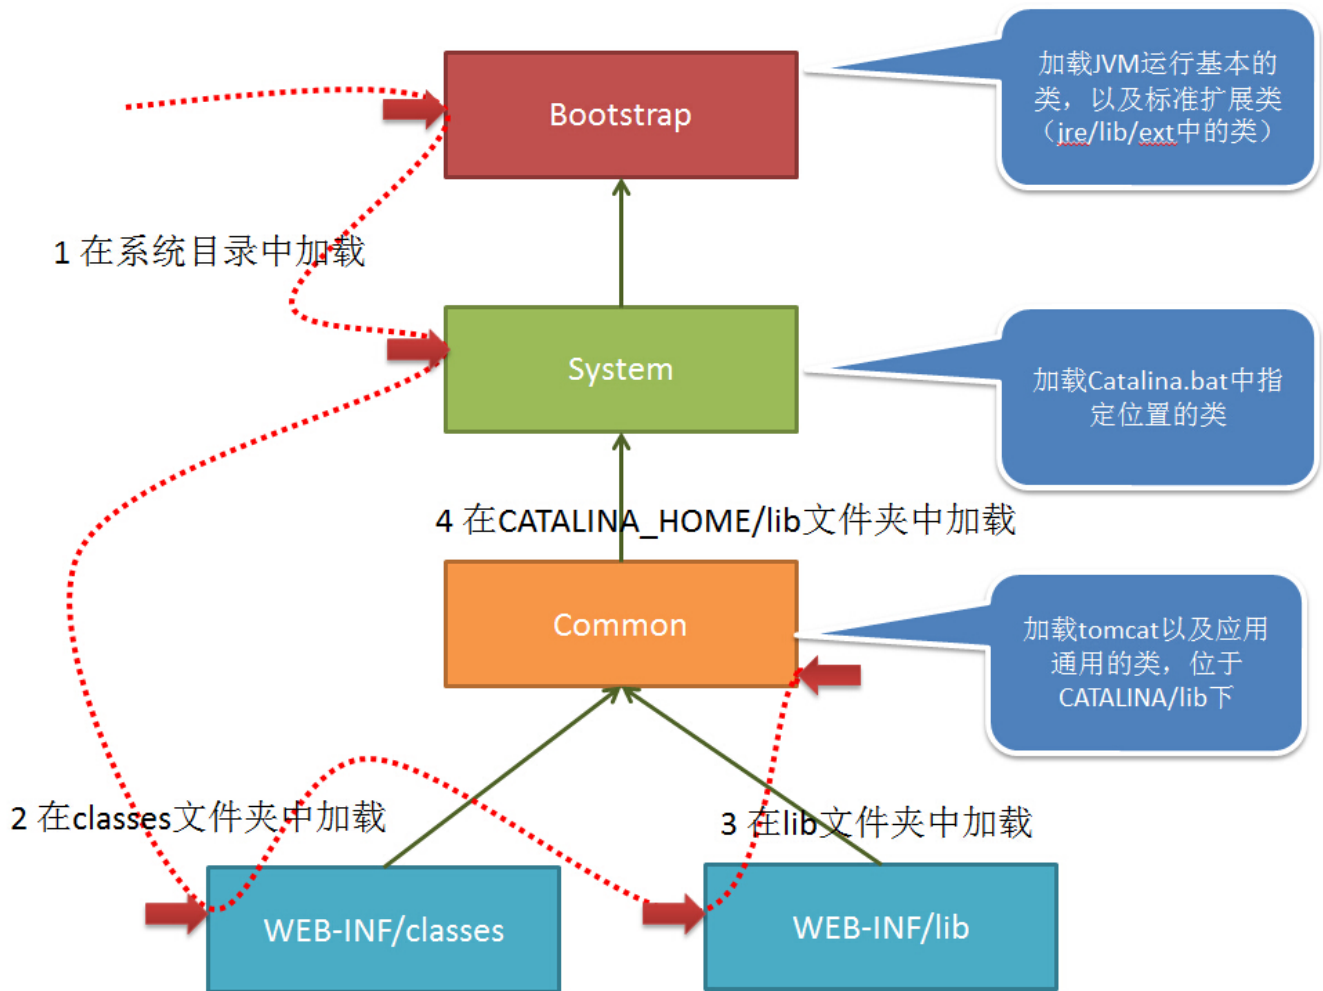 Bootstrap
加载JVM运行基本的
类，以及标准扩展类
（jre/lib/ext中的类）
1 在系统目录中加载
System
加载Catalina.bat中指
定位置的类
4 在CATALINA_HOME/lib文件夹中加载
Common
加载tomcat以及应用
通用的类，位于
CATALINA/lib下
2 在classes文件夹中加载
3 在lib文件夹中加载
WEB-INF/classes
WEB-INF/lib